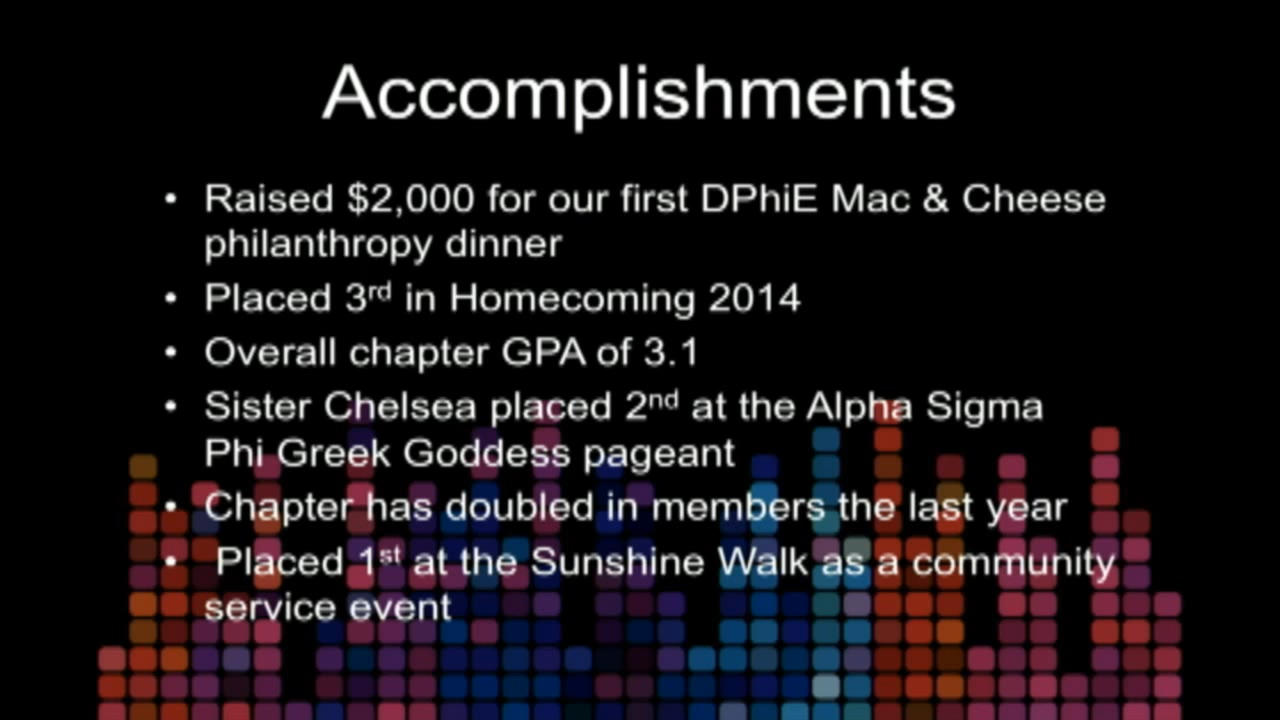 Accomplishments
• Raised $2,000 for our first DPhiE Mac & Cheese
philanthropy dinner
• Placed 3rd in Homecoming 2014
• Overall chapter GPA of 3.1
• Sister Chelsea placed 2nd at the Alpha Sigma
Phi Greek Goddess pageant
• Chapter has doubled in members the last year
• Placed 1st at the Sunshine Walk as a community
service event